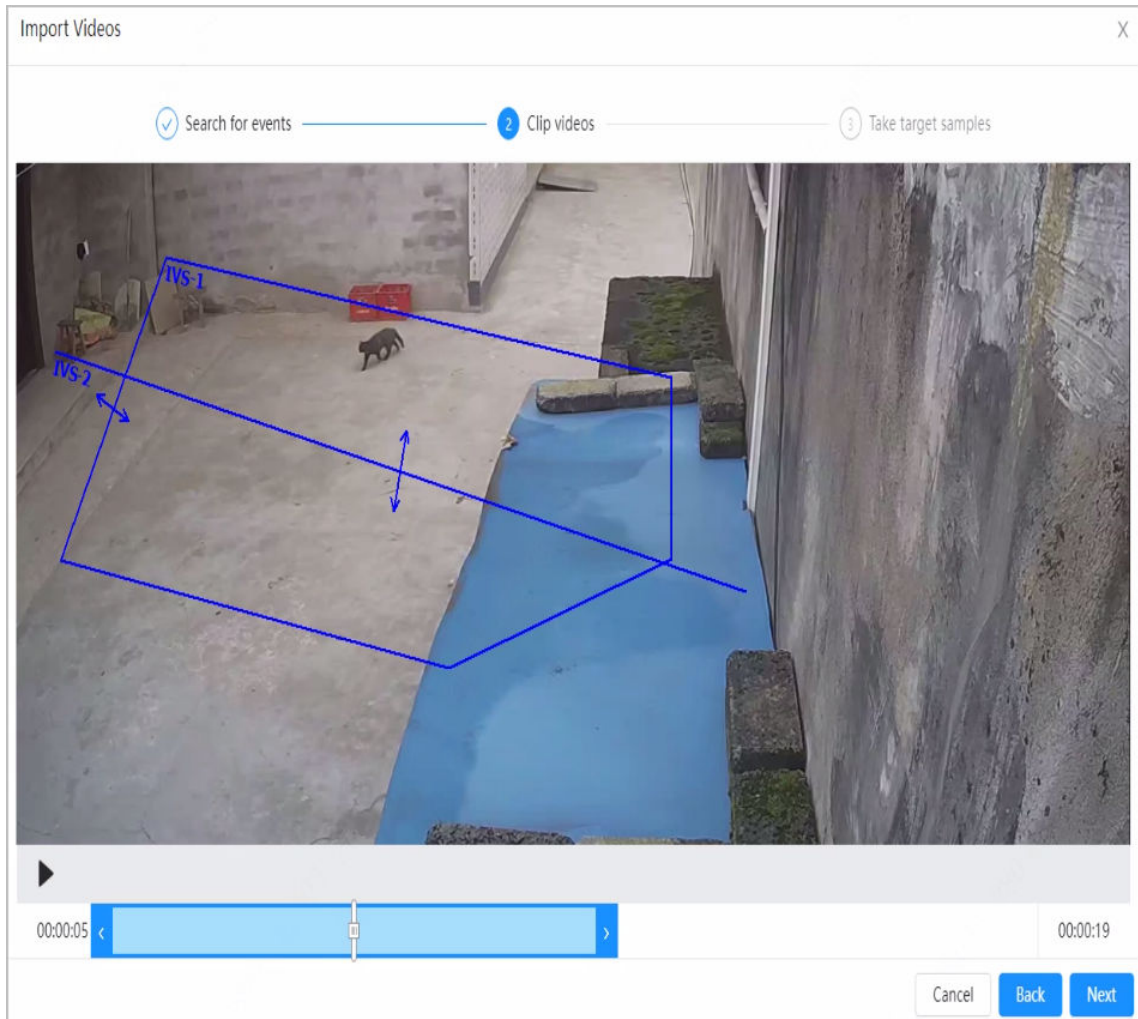 Import Videos
X
Search for events
2 Clip videos
3 Take target samples
IVS-1
IVS-2
00:00:05
00:00:19
Cancel Back Next